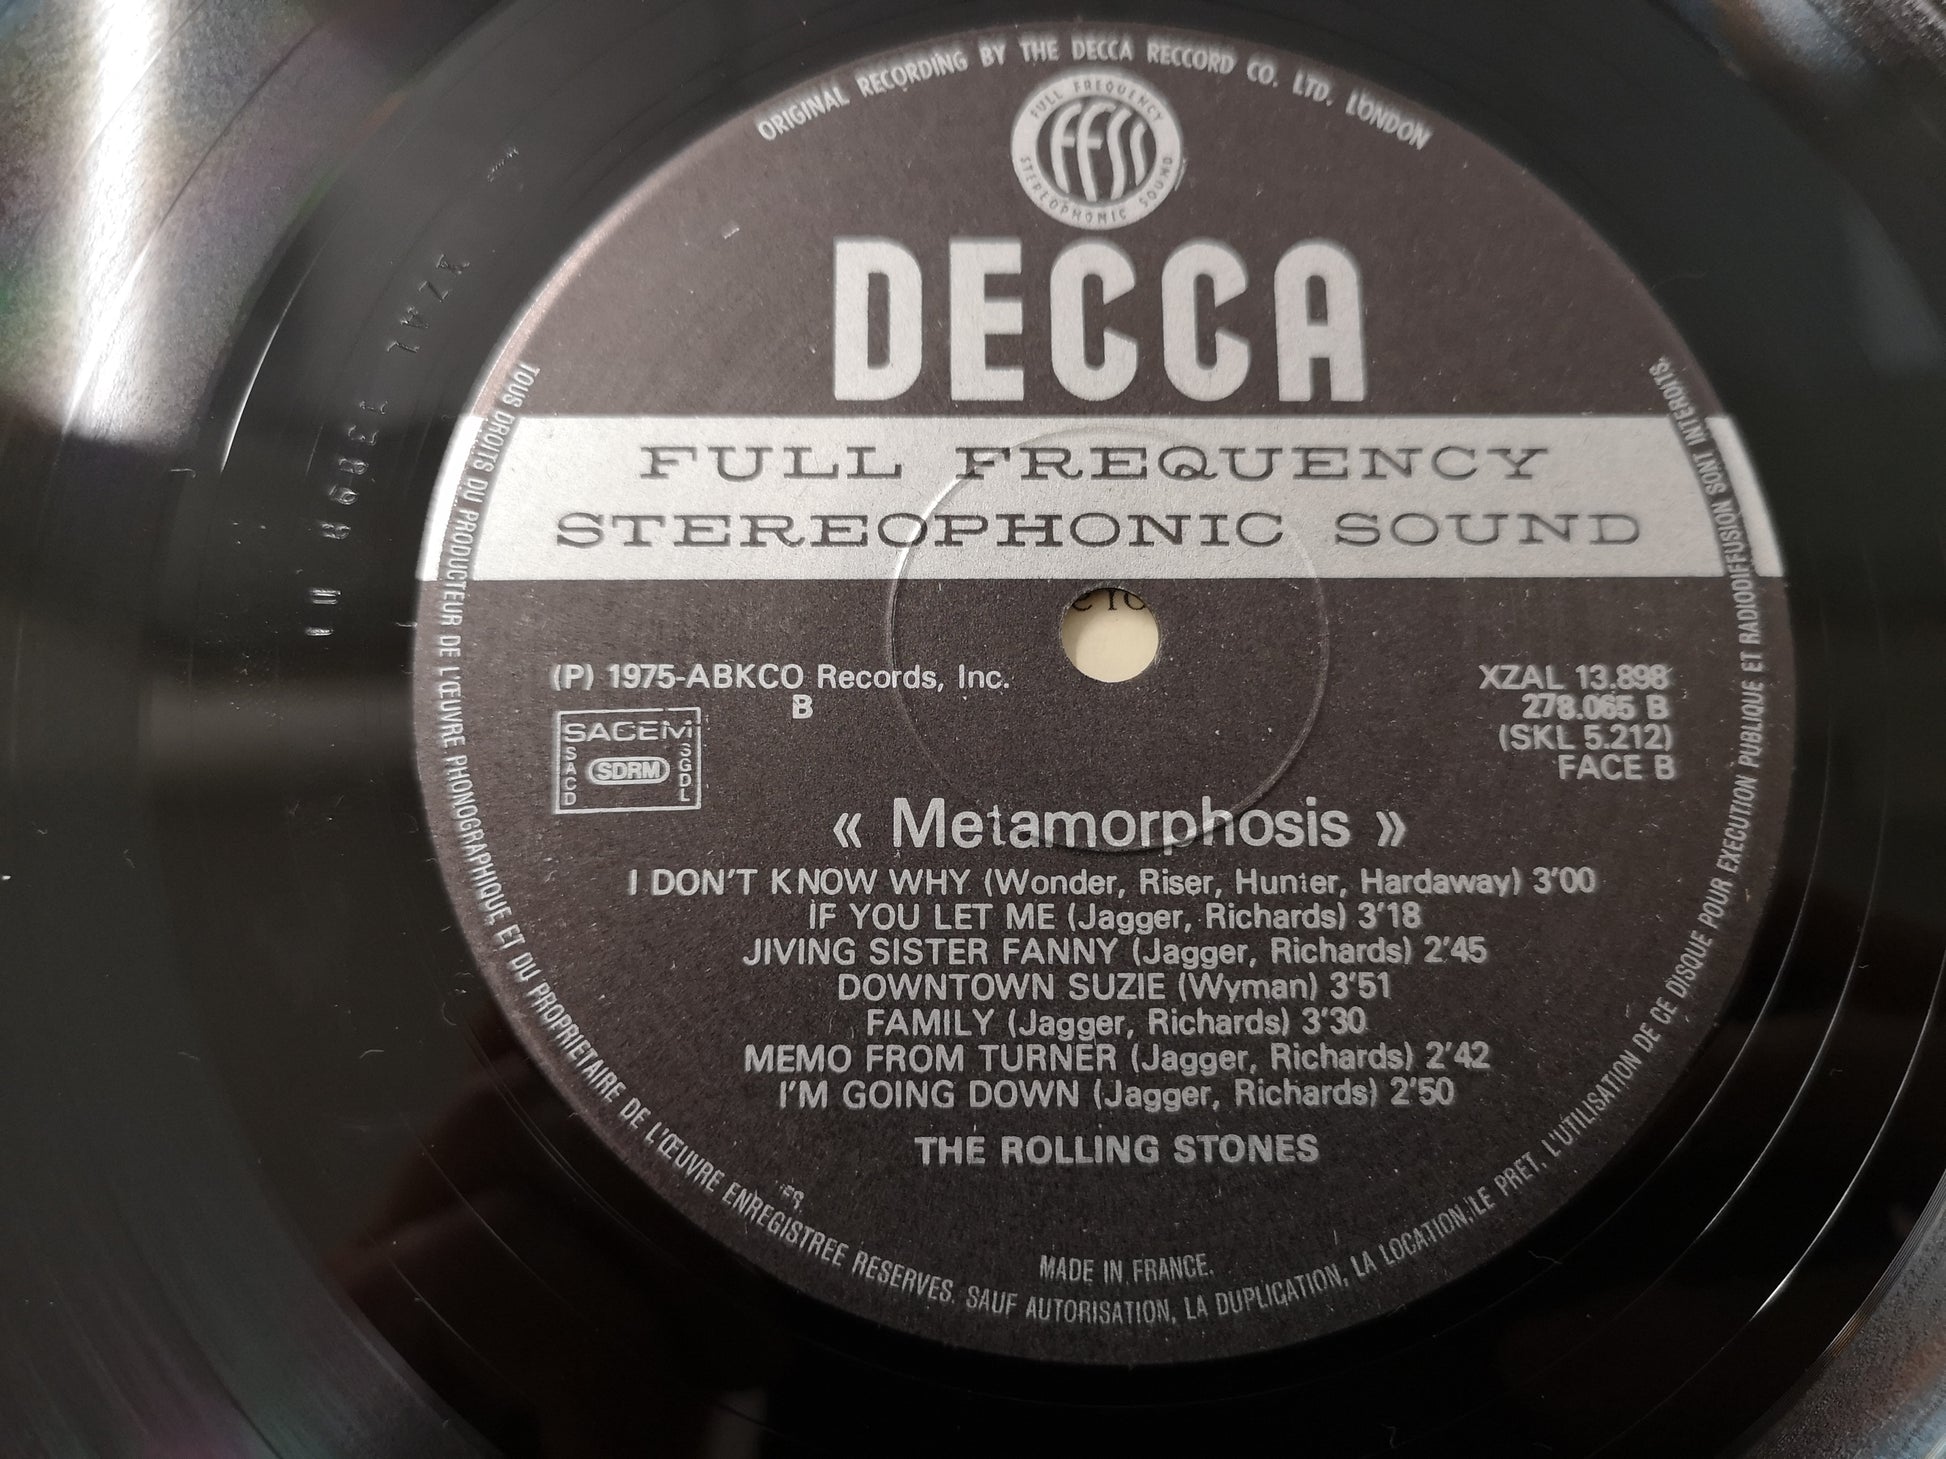 ORIGINAL RECORDING BY THE DECCA RECCORD CO. LTD. LONDON
FULL FREQUENCY
FFSS
STEREOPHONIC SOUND
DECCA
FULL FREQUENCY
STEREOPHONIC SOUND
(P) 1975-ABKCO Records, Inc.
B
SACEM
SACD
SDRM
SGDL
XZAL 13.898
278.065 B
(SKL 5.212)
FACE B
« Metamorphosis »
I DON'T KNOW WHY (Wonder, Riser, Hunter, Hardaway) 3'00
IF YOU LET ME (Jagger, Richards) 3'18
JIVING SISTER FANNY (Jagger, Richards) 2'45
DOWNTOWN SUZIE (Wyman) 3'51
FAMILY (Jagger, Richards) 3'30
MEMO FROM TURNER (Jagger, Richards) 2'42
I'M GOING DOWN (Jagger, Richards) 2'50
THE ROLLING STONES
MADE IN FRANCE.
TOUS DROITS DU PRODUCTEUR DE L'ŒUVRE PHONOGRAPHIQUE ET DU PROPRIETAIRE DE L'ŒUVRE ENREGISTREE RESERVES. SAUF AUTORISATION, LA DUPLICATION, LA LOCATION, LE PRET, L'UTILISATION DE CE DISQUE POUR EXECUTION PUBLIQUE ET RADIODIFFUSION SONT INTERDITS.
XZAL 13898